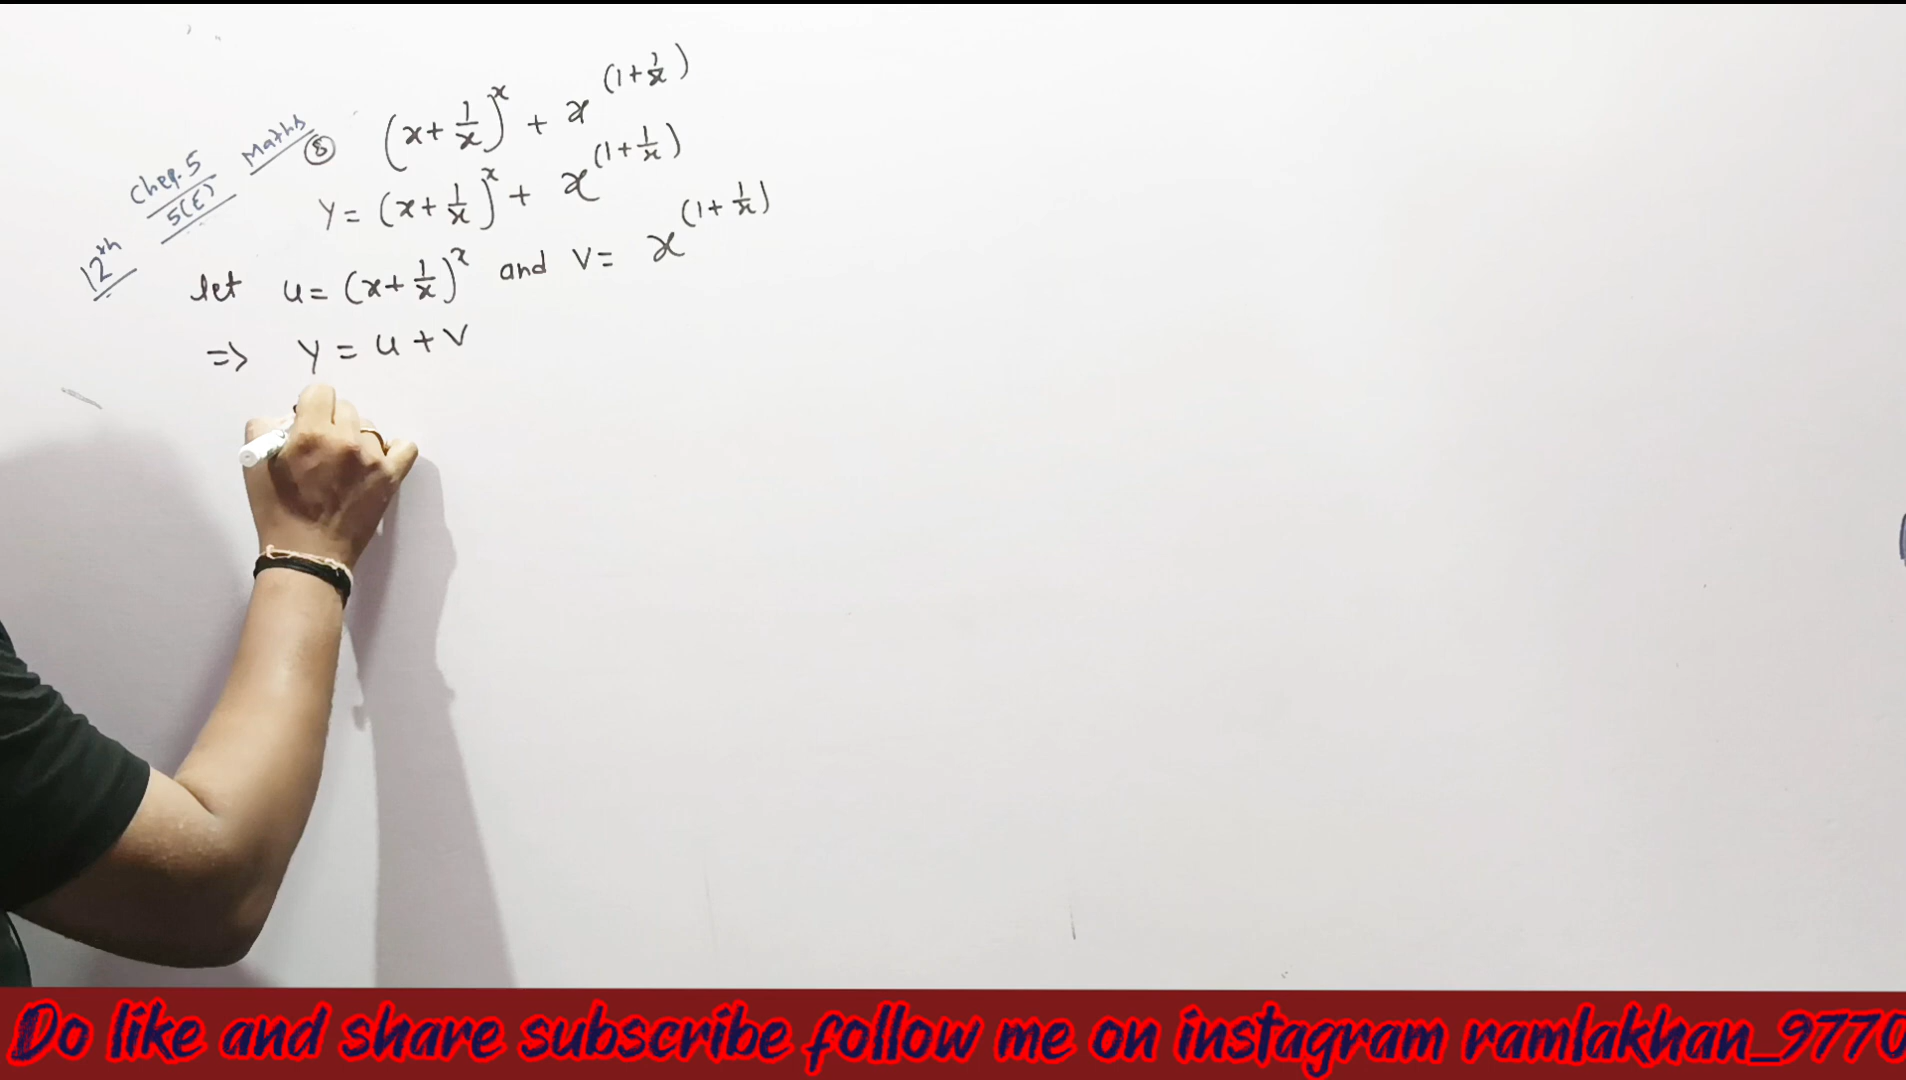 12th Chep. 5 / 5(E) Maths
⑧ (x + 1/x)^x + x^(1 + 1/x)
Y = (x + 1/x)^x + x^(1 + 1/x)
let u = (x + 1/x)^x and v = x^(1 + 1/x)
=> Y = u + v
Do like and share subscribe follow me on instagram ramlakhan_9770